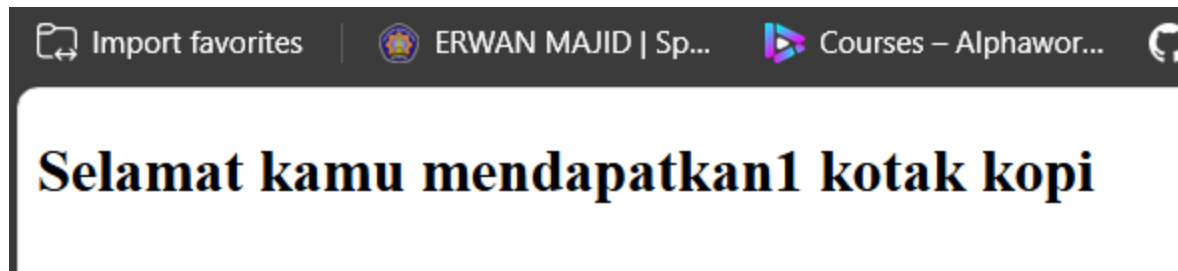 Import favorites
ERWAN MAJID | Sp...
Courses – Alphawor...
Selamat kamu mendapatkan1 kotak kopi